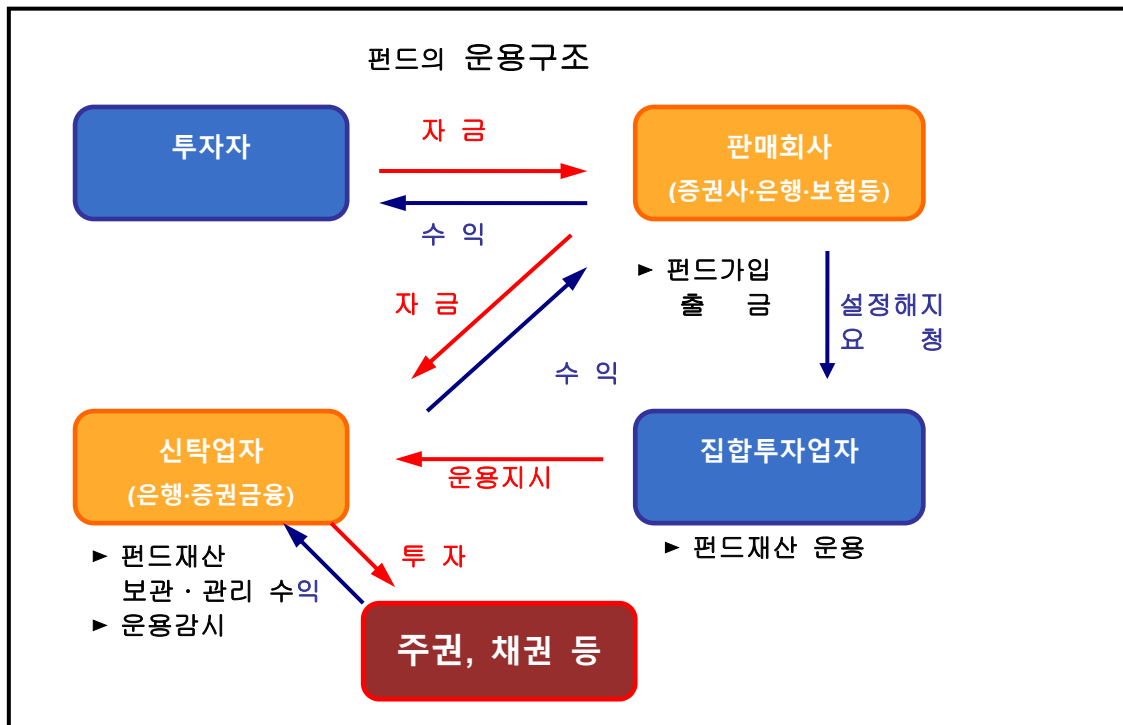 펀드의 운용구조
투자자
자 금
판매회사
(증권사·은행·보험등)
수 익
► 펀드가입
출 금
자 금
설정해지
요 청
수 익
신탁업자
(은행·증권금융)
운용지시
집합투자업자
► 펀드재산 운용
► 펀드재산
보관 · 관리 수익
► 운용감시
투 자
주권, 채권 등